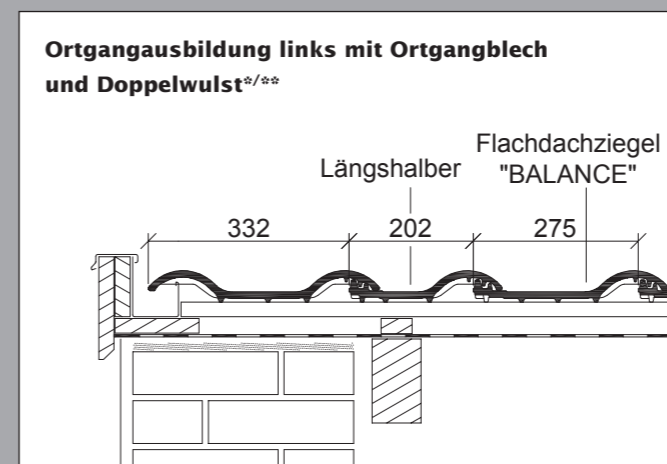 Ortgangausbildung links mit Ortgangblech
und Doppelwulst*/**
Flachdachziegel
Längshalber
"BALANCE"
332
202
275